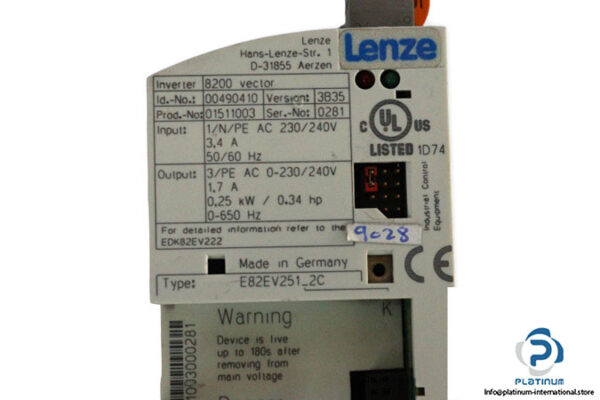 Lenze
Hans-Lenze-Str. 1
D-31855 Aerzen
Lenze
Inverter 8200 vector
Id.-No.: 00490410 Version: 3B35
Prod.-No: 01511003 Ser.-No: 0281
Input: 1/N/PE AC 230/240V
3,4 A
50/60 Hz
Output: 3/PE AC 0-230/240V
1,7 A
0.25 kW / 0.34 hp
0-650 Hz
For detailed information refer to the
EDK82EV222
C UL US
LISTED 1D74
Industrial Control
Equipment
9028
Made in Germany
CE
Type: E82EV251_2C
Warning
Device is live
up to 180s after
removing from
main voltage
K
1003000281
PLATINUM
INTERNATIONAL
Info@platinum-international.store